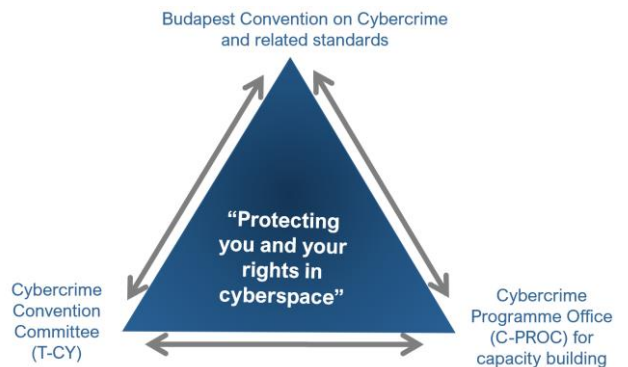 Budapest Convention on Cybercrime
and related standards
“Protecting
you and your
rights in
cyberspace”
Cybercrime
Convention
Committee
(T-CY)
Cybercrime
Programme Office
(C-PROC) for
capacity building